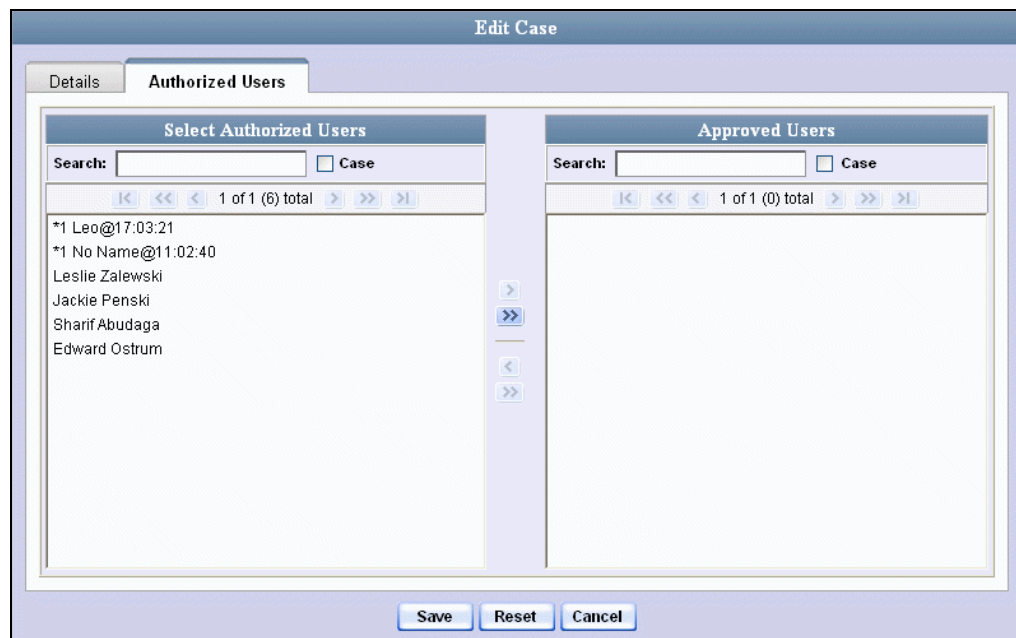 Edit Case
Details
Authorized Users
Select Authorized Users
Search:
Case
|< << < 1 of 1 (6) total > >> >|
*1 Leo@17:03:21
*1 No Name@11:02:40
Leslie Zalewski
Jackie Penski
Sharif Abudaga
Edward Ostrum
>
>>
<
>>
Approved Users
Search:
Case
|< << < 1 of 1 (0) total > >> >|
Save Reset Cancel